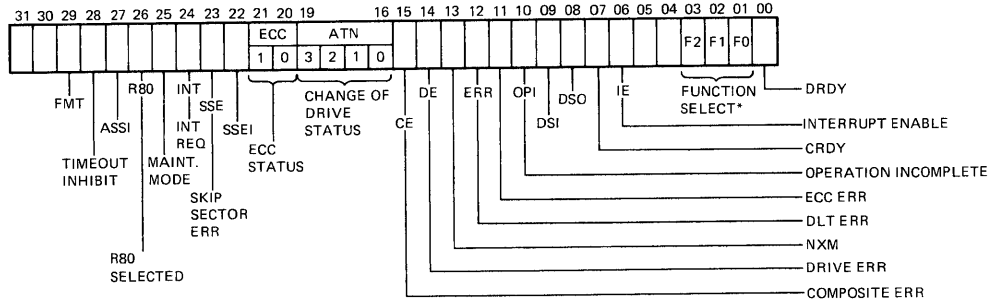 31 30 29 28 27 26 25 24 23 22 21 20 19 16 15 14 13 12 11 10 09 08 07 06 05 04 03 02 01 00
ECC ATN
1 0 3 2 1 0 F2 F1 F0
FMT
TIMEOUT
INHIBIT
ASSI
R80
R80
SELECTED
MAINT.
MODE
INT
INT
REQ
SSE
SKIP
SECTOR
ERR
SSEI
ECC
STATUS
CHANGE OF
DRIVE
STATUS
CE
DE
ERR
OPI
DSI
DSO
IE
FUNCTION
SELECT*
DRDY
INTERRUPT ENABLE
CRDY
OPERATION INCOMPLETE
ECC ERR
DLT ERR
NXM
DRIVE ERR
COMPOSITE ERR